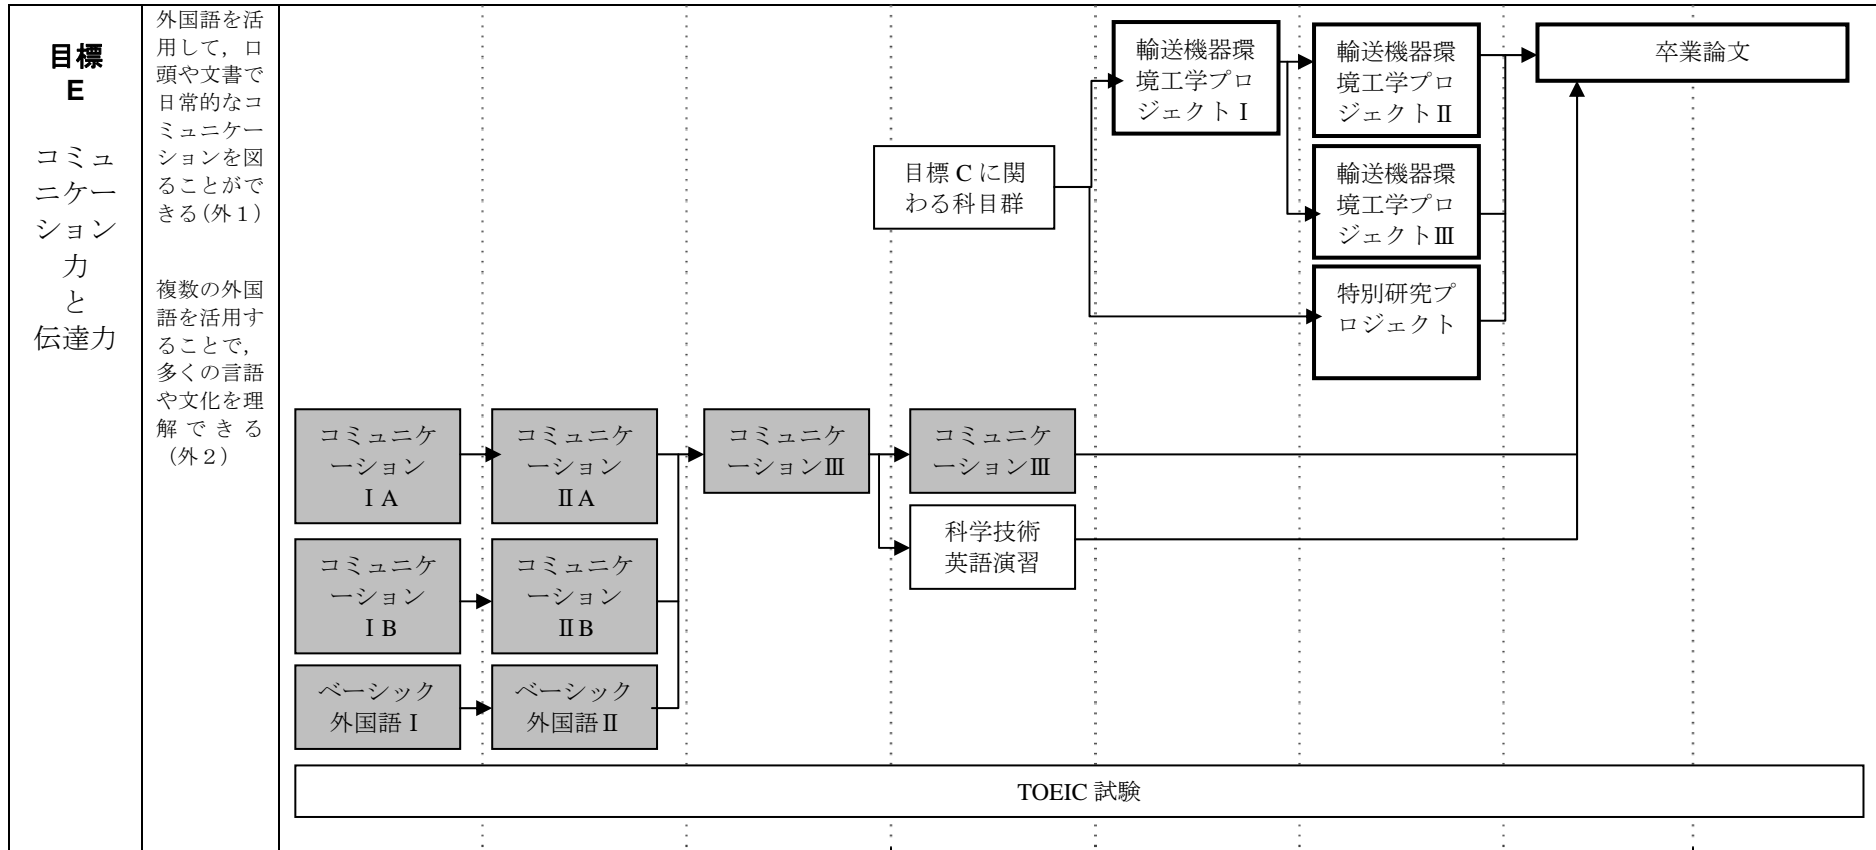 目標
E
コミュ
ニケー
ション
力
と
伝達力
外国語を活
用して，口
頭や文書で
日常的なコ
ミュニケー
ションを図
ることがで
きる(外１)
複数の外国
語を活用す
ることで，
多くの言語
や文化を理
解できる
（外２）
輸送機器環
境工学プロ
ジェクトⅠ
輸送機器環
境工学プロ
ジェクトⅡ
卒業論文
目標 C に関
わる科目群
輸送機器環
境工学プロ
ジェクトⅢ
特別研究プ
ロジェクト
コミュニケ
ーション
ⅠA
コミュニケ
ーション
ⅡA
コミュニケ
ーションⅢ
コミュニケ
ーションⅢ
科学技術
英語演習
コミュニケ
ーション
ⅠB
コミュニケ
ーション
ⅡB
ベーシック
外国語Ⅰ
ベーシック
外国語Ⅱ
TOEIC 試験